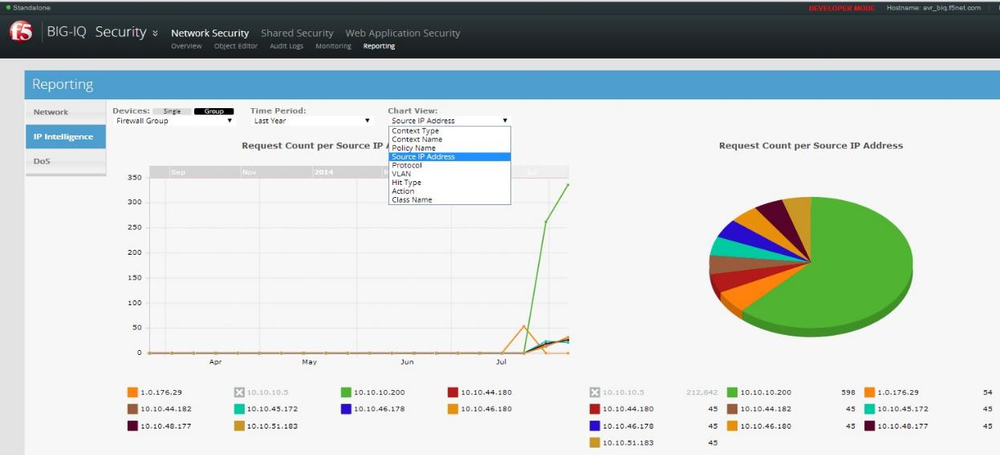 Standalone
DEVELOPER MODE Hostname: avr_biq.f5net.com
f5 BIG-IQ Security Network Security Shared Security Web Application Security
Overview Object Editor Audit Logs Monitoring Reporting
Reporting
Network
IP Intelligence
DoS
Devices: Single Group Time Period: Chart View:
Firewall Group Last Year Source IP Address
Context Type
Context Name
Policy Name
Source IP Address
Protocol
VLAN
Hit Type
Action
Class Name
Request Count per Source IP
Sep Nov 2014 Jul
350
300
250
200
150
100
50
0
Apr May Jun Jul
1.0.176.29 10.10.10.5 10.10.10.200 10.10.44.180
10.10.44.182 10.10.45.172 10.10.46.178 10.10.46.180
10.10.48.177 10.10.51.183
Request Count per Source IP Address
10.10.10.5 212,842 10.10.10.200 598 1.0.176.29 54
10.10.44.180 45 10.10.44.182 45 10.10.45.172 45
10.10.46.178 45 10.10.46.180 45 10.10.48.177 45
10.10.51.183 45